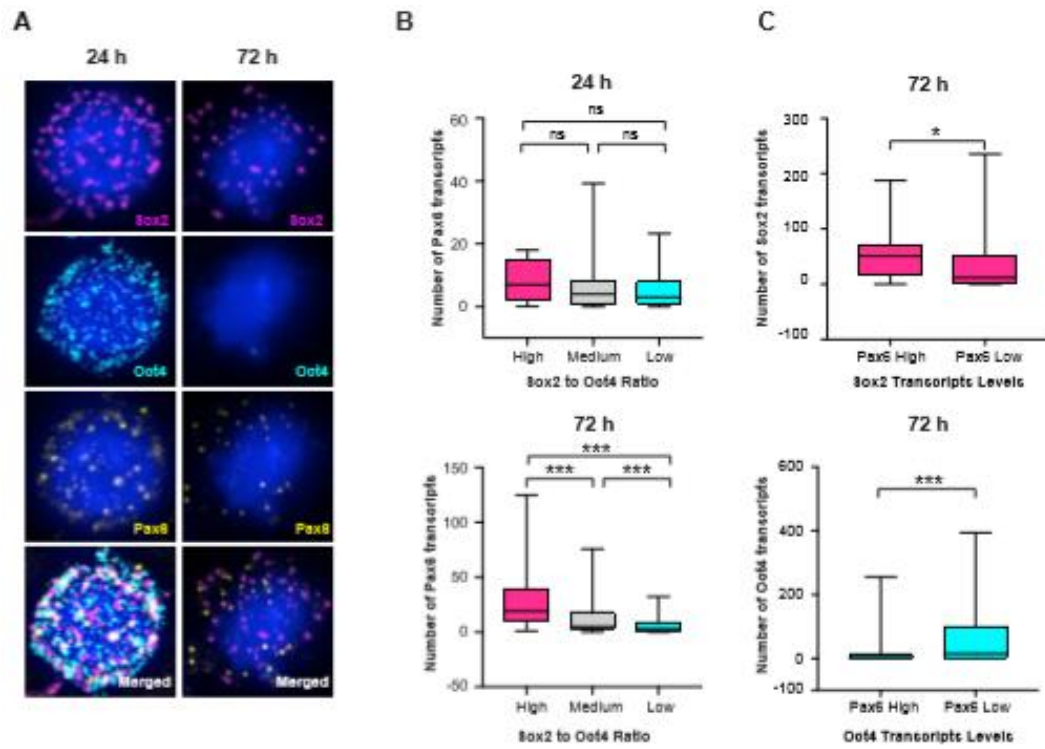 A
B
C
24 h
72 h
Sox2
Sox2
Oct4
Oct4
Pax6
Pax6
Merged
Merged
24 h
Number of Pax6 transcripts
60
40
20
0
ns
ns
ns
High
Medium
Low
Sox2 to Oct4 Ratio
72 h
Number of Sox2 transcripts
300
200
100
0
-100
*
Pax6 High
Pax6 Low
Sox2 Transcripts Levels
72 h
Number of Pax6 transcripts
150
100
50
0
-50
***
***
***
High
Medium
Low
Sox2 to Oct4 Ratio
72 h
Number of Oct4 transcripts
600
400
200
0
-100
***
Pax6 High
Pax6 Low
Oct4 Transcripts Levels